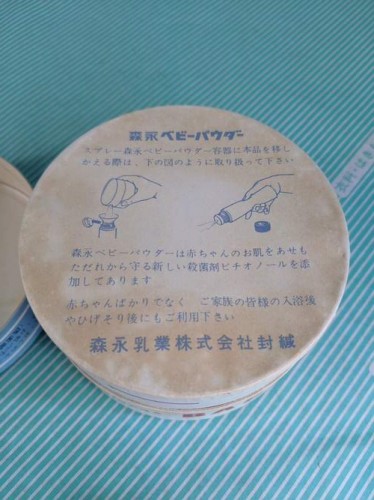 森永ベビーパウダー
スプレー森永ベビーパウダー容器に本品を移し
かえる際は、下の図のように取り扱って下さい
森永ベビーパウダーは赤ちゃんのお肌をあせも
ただれから守る新しい殺菌剤ビチオノールを添
加してあります
赤ちゃんばかりでなく ご家族の皆様の入浴後
やひげそり後にもご利用下さい
森永乳業株式会社封緘